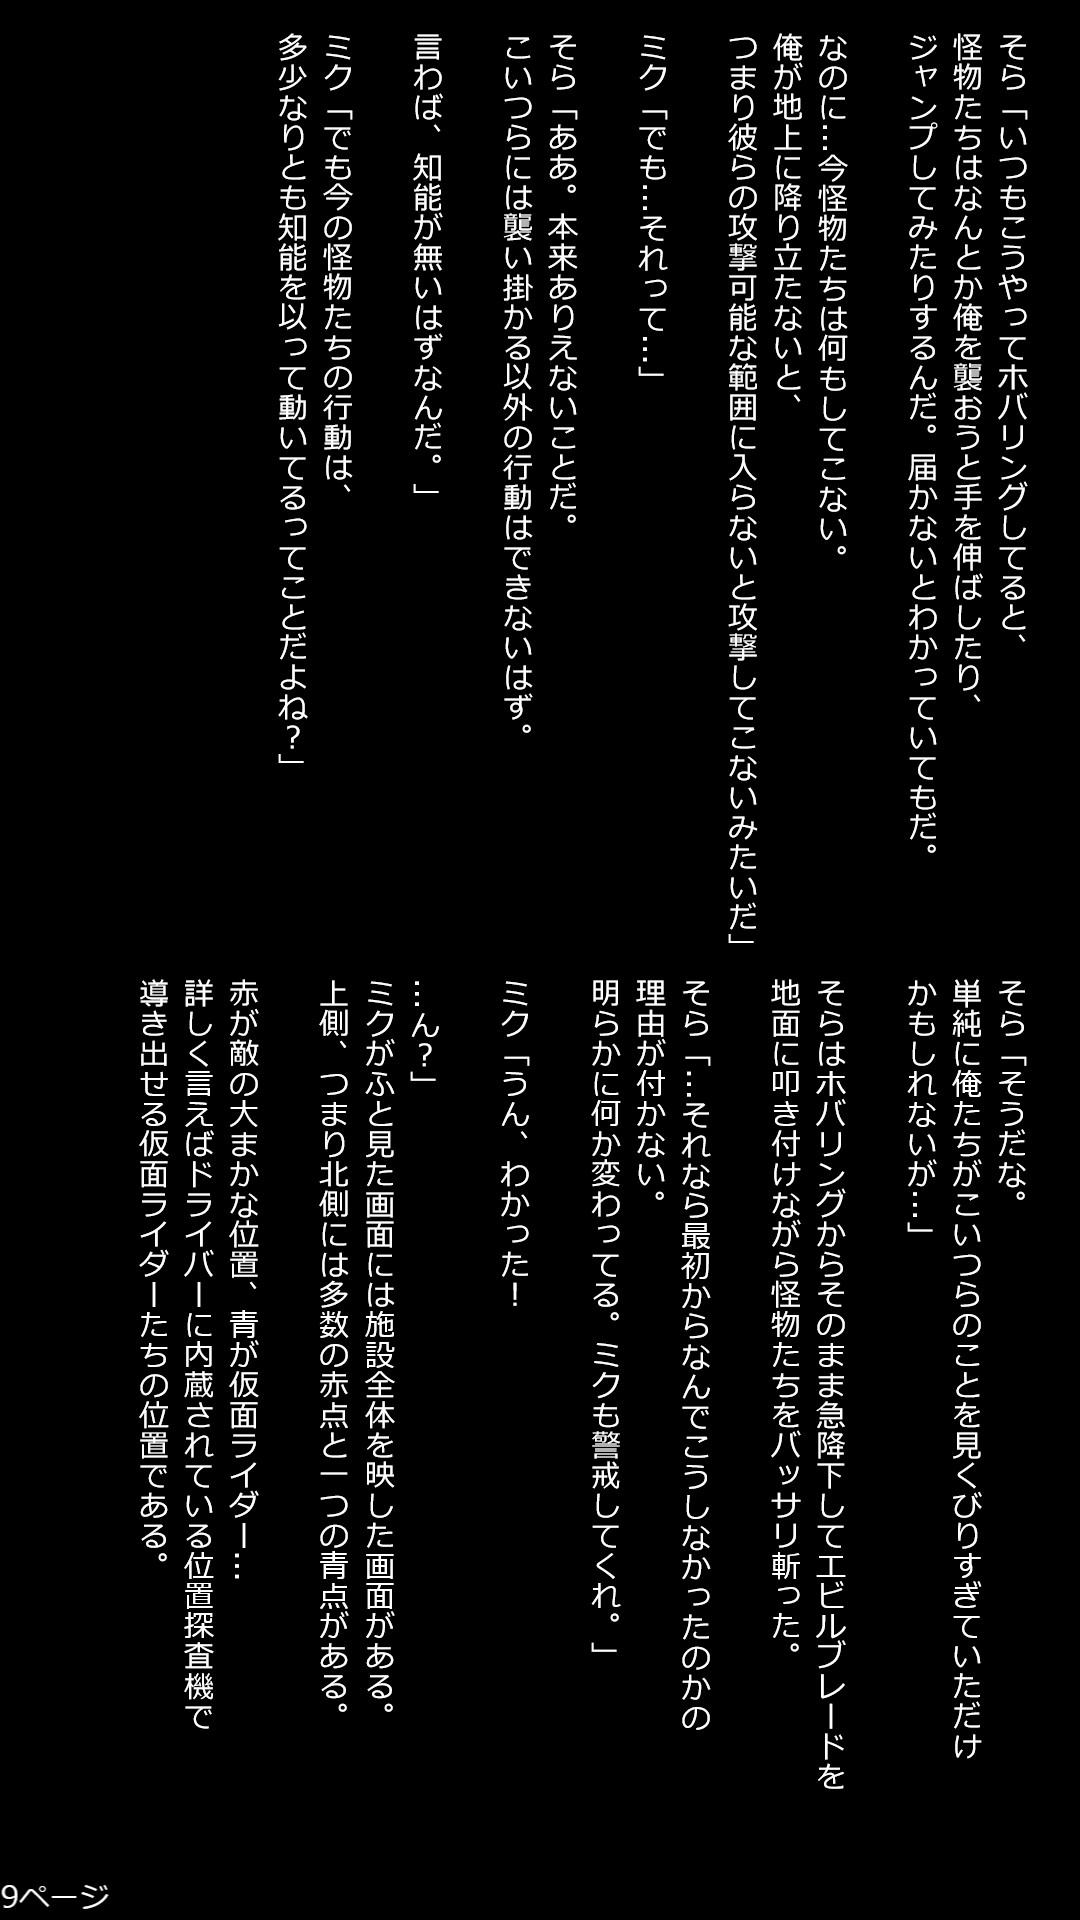 そら「いつもこうやってホバリングしてると、
怪物たちはなんとか俺を襲おうと手を伸ばしたり、
ジャンプしてみたりするんだ。届かないとわかっていてもだ。
なのに…今怪物たちは何もしてこない。
俺が地上に降り立たないと、
つまり彼らの攻撃可能な範囲に入らないと攻撃してこないみたいだ」
ミク「でも…それって…」
そら「ああ。本来ありえないことだ。
こいつらには襲い掛かる以外の行動はできないはず。
言わば、知能が無いはずなんだ。」
ミク「でも今の怪物たちの行動は、
多少なりとも知能を以って動いてるってことだよね？」
そら「そうだな。
単純に俺たちがこいつらのことを見くびりすぎていただけ
かもしれないが…」
そらはホバリングからそのまま急降下してエビルブレードを
地面に叩き付けながら怪物たちをバッサリ斬った。
そら「…それなら最初からなんでこうしなかったのかの
理由が付かない。
明らかに何か変わってる。ミクも警戒してくれ。」
ミク「うん、わかった！
…ん？」
ミクがふと見た画面には施設全体を映した画面がある。
上側、つまり北側には多数の赤点と一つの青点がある。
赤が敵の大まかな位置、青が仮面ライダー…
詳しく言えばドライバーに内蔵されている位置探査機で
導き出せる仮面ライダーたちの位置である。
9ページ